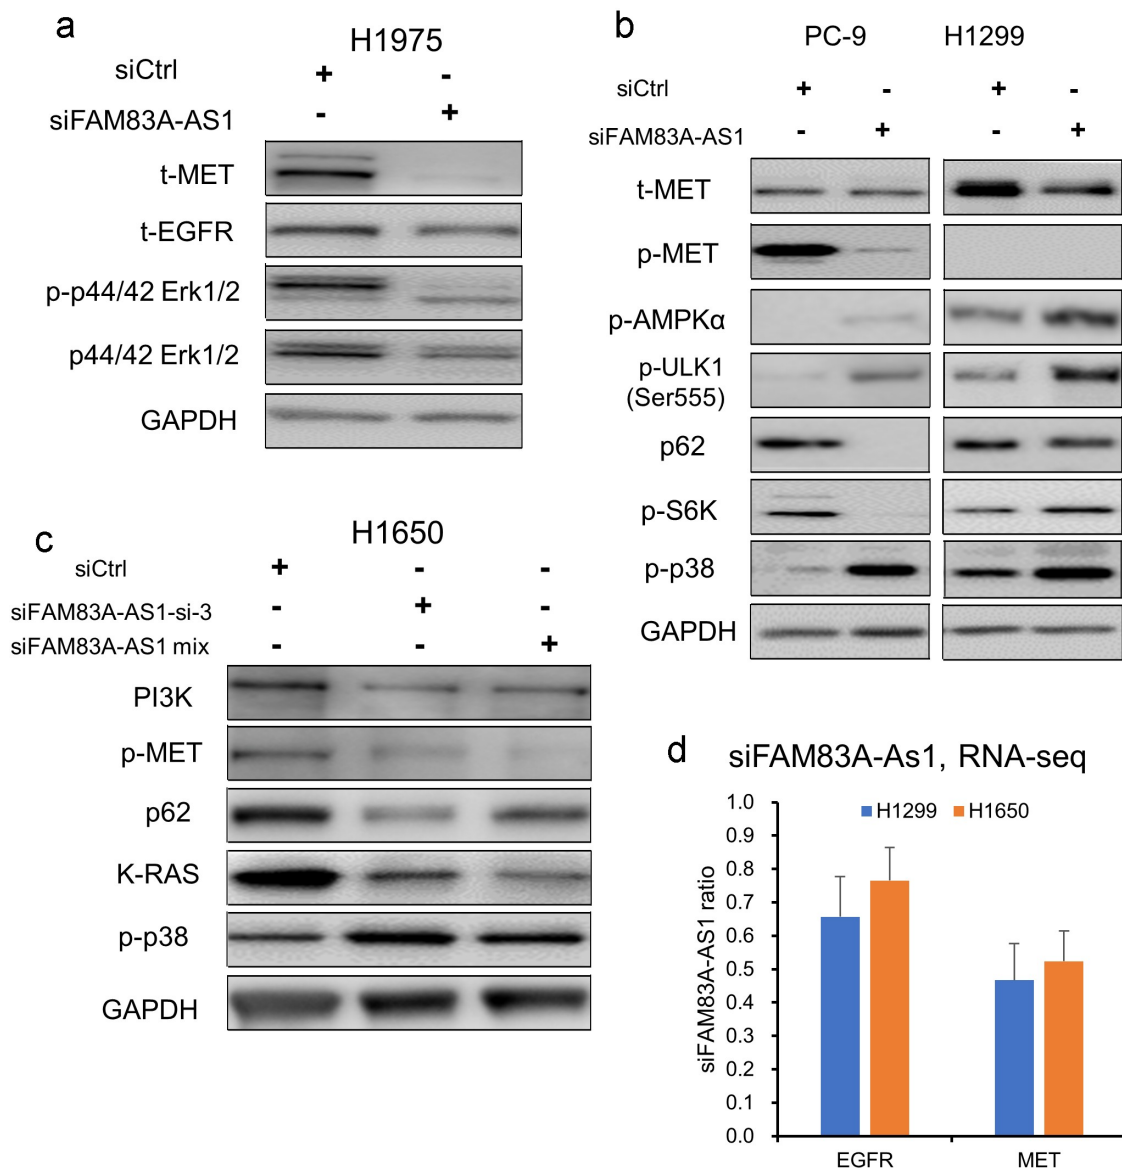 a
H1975
siCtrl + -
siFAM83A-AS1 - +
t-MET
t-EGFR
p-p44/42 Erk1/2
p44/42 Erk1/2
GAPDH
b
PC-9 H1299
siCtrl + - + -
siFAM83A-AS1 - + - +
t-MET
p-MET
p-AMPKα
p-ULK1
(Ser555)
p62
p-S6K
p-p38
GAPDH
c
H1650
siCtrl + - -
siFAM83A-AS1-si-3 - + -
siFAM83A-AS1 mix - - +
PI3K
p-MET
p62
K-RAS
p-p38
GAPDH
d
siFAM83A-As1, RNA-seq
H1299 H1650
siFAM83A-AS1 ratio
1.0
0.9
0.8
0.7
0.6
0.5
0.4
0.3
0.2
0.1
0.0
EGFR MET